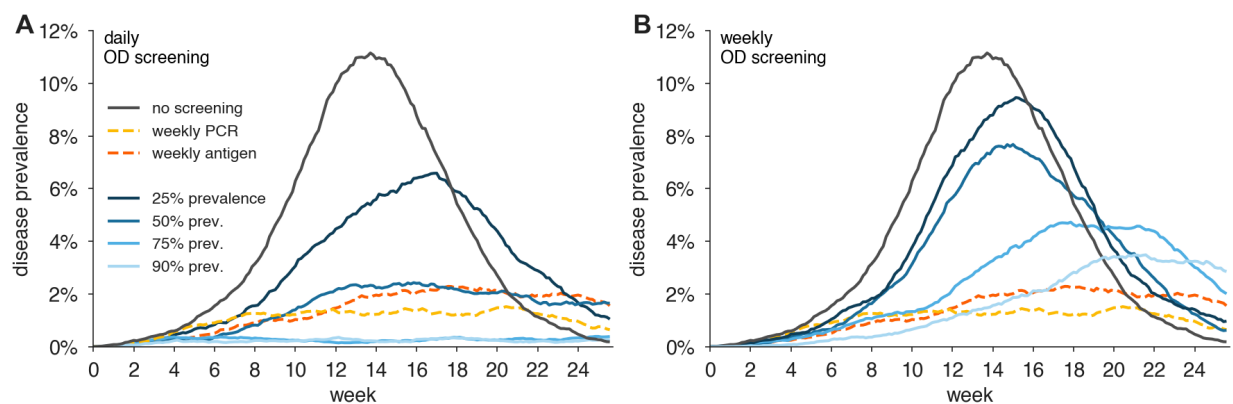 A
12%
10%
8%
6%
4%
2%
0%
disease prevalence
daily
OD screening
no screening
weekly PCR
weekly antigen
25% prevalence
50% prev.
75% prev.
90% prev.
0 2 4 6 8 10 12 14 16 18 20 22 24
week
B
12%
10%
8%
6%
4%
2%
0%
disease prevalence
weekly
OD screening
0 2 4 6 8 10 12 14 16 18 20 22 24
week